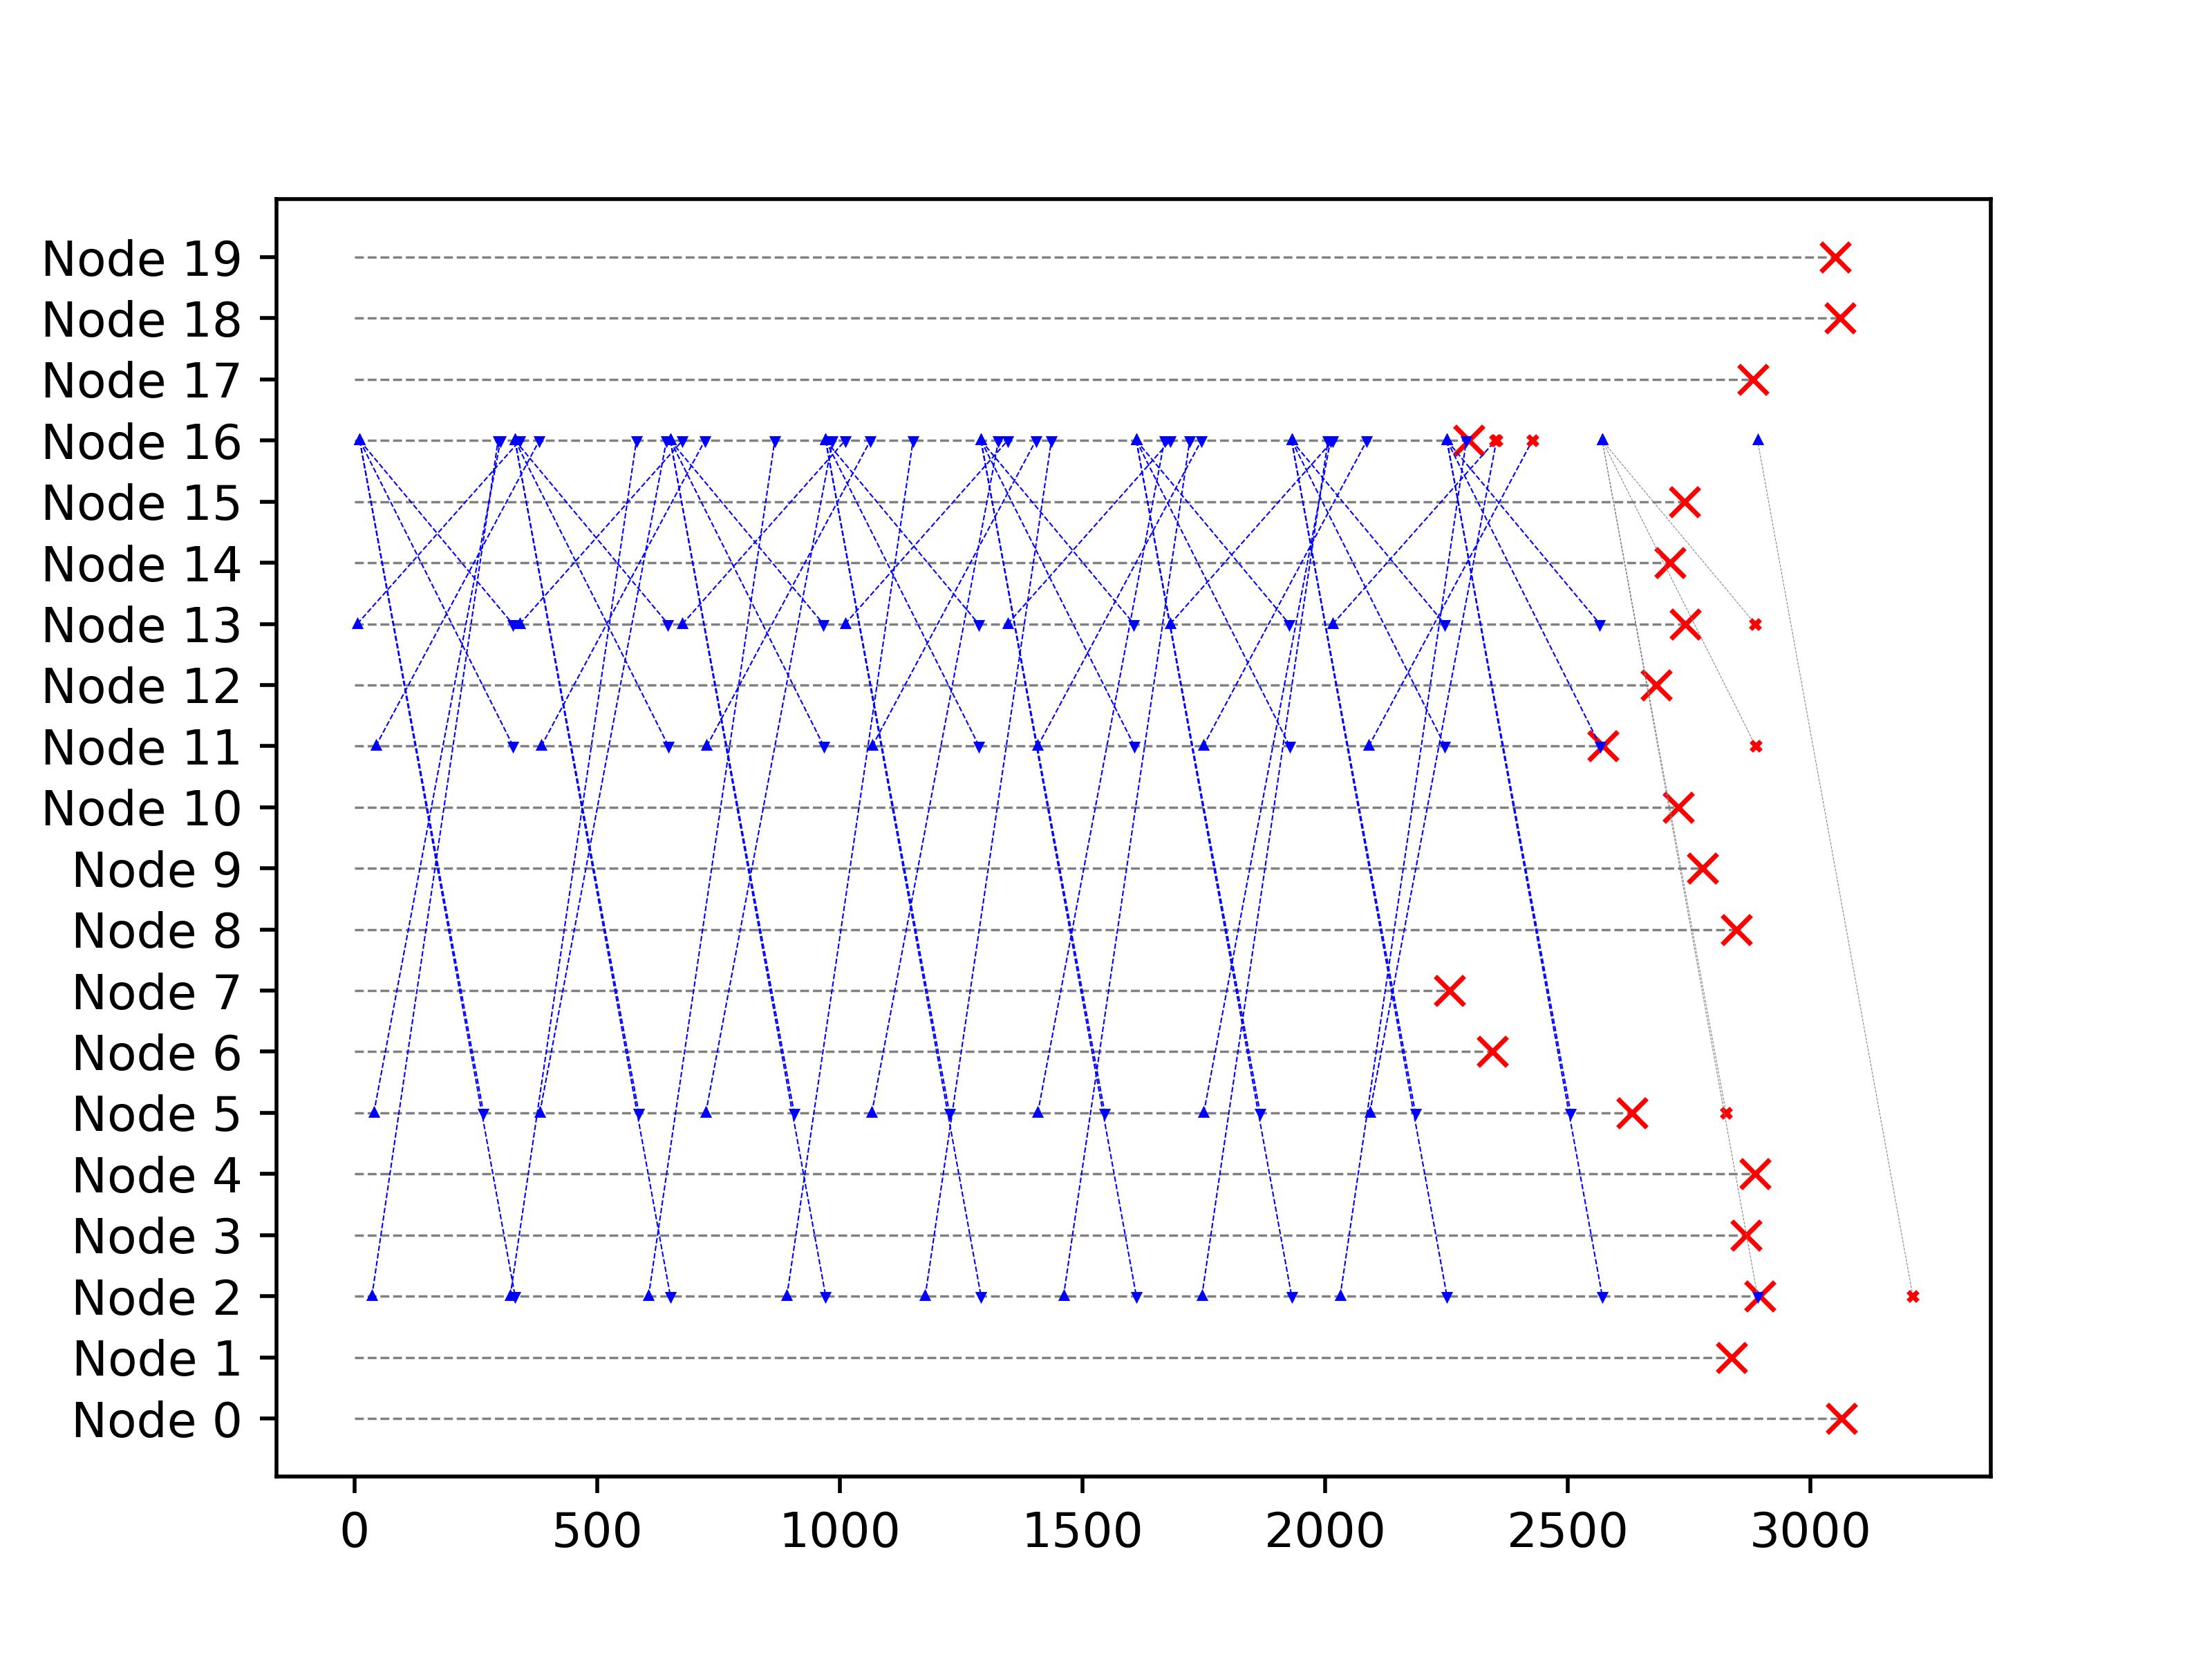 Node 19
Node 18
Node 17
Node 16
Node 15
Node 14
Node 13
Node 12
Node 11
Node 10
Node 9
Node 8
Node 7
Node 6
Node 5
Node 4
Node 3
Node 2
Node 1
Node 0
0 500 1000 1500 2000 2500 3000